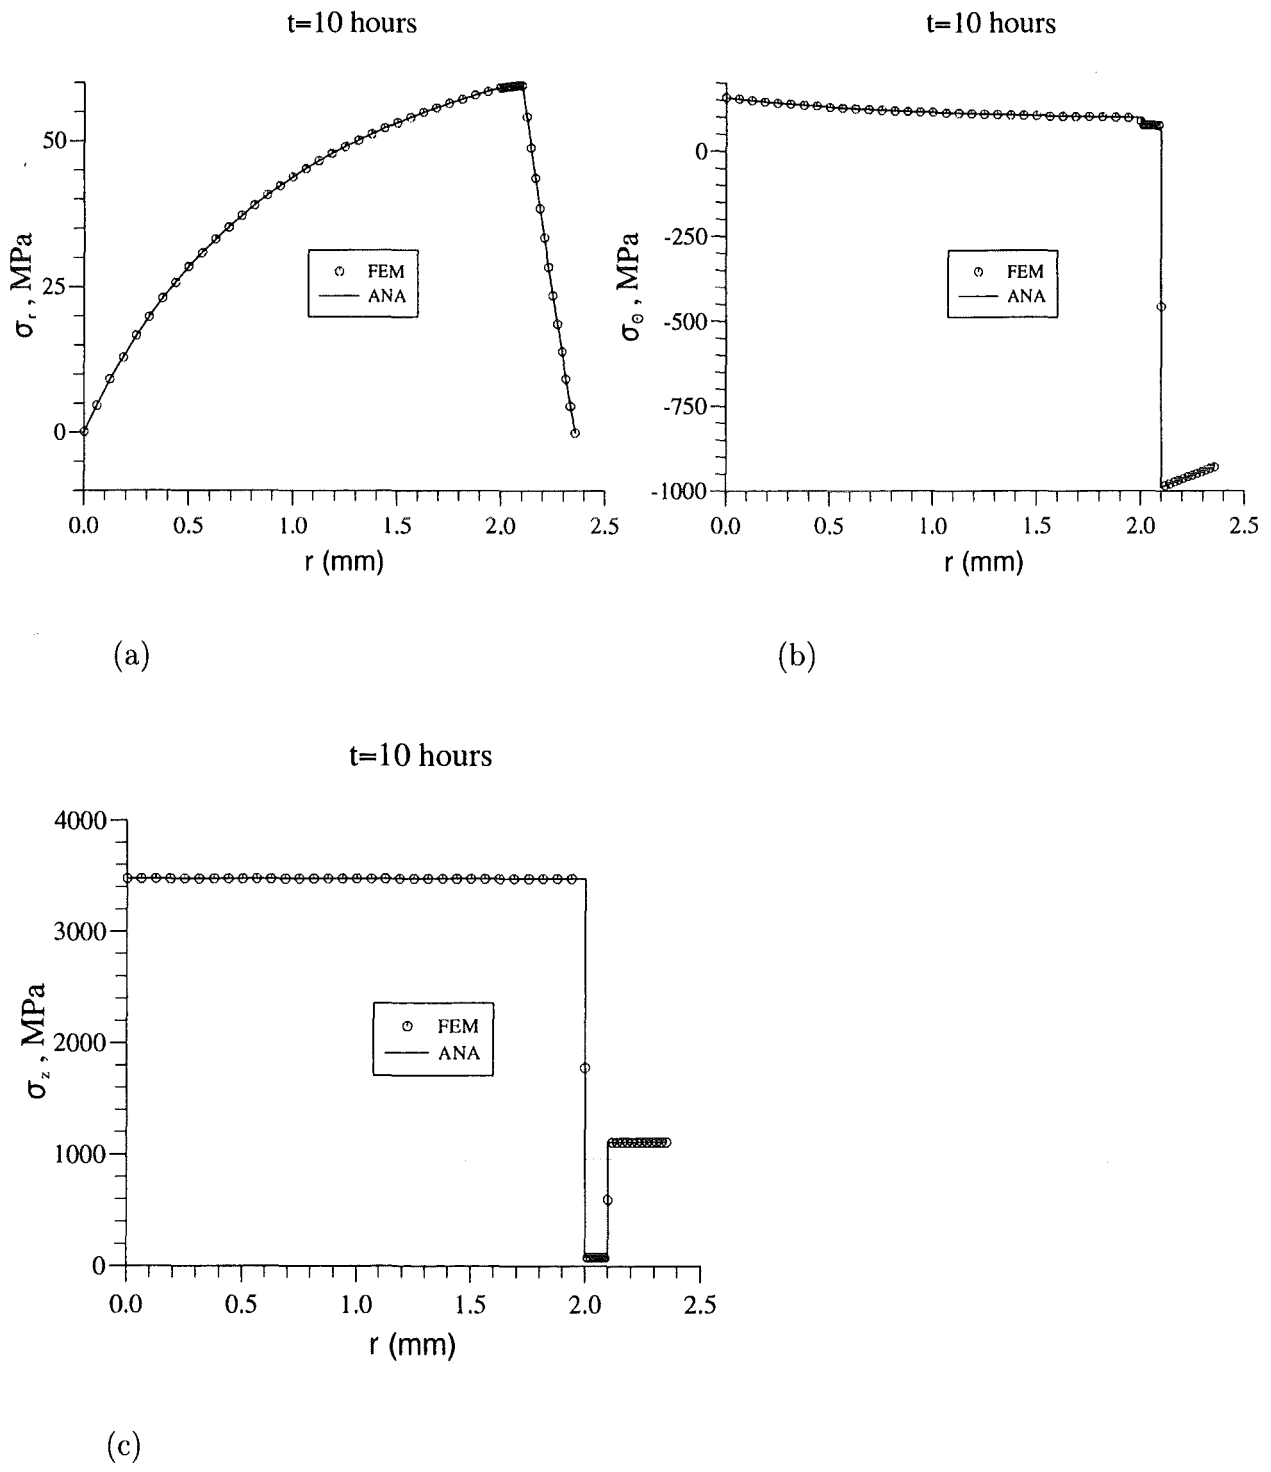 t=10 hours
50
25
0
σr , MPa
FEM
ANA
0.0 0.5 1.0 1.5 2.0 2.5
r (mm)
(a)
t=10 hours
0
-250
-500
-750
-1000
σΘ , MPa
FEM
ANA
0.0 0.5 1.0 1.5 2.0 2.5
r (mm)
(b)
t=10 hours
4000
3000
2000
1000
0
σz , MPa
FEM
ANA
0.0 0.5 1.0 1.5 2.0 2.5
r (mm)
(c)